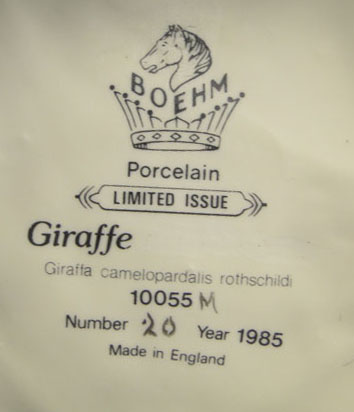 BOEHM
Porcelain
LIMITED ISSUE
Giraffe
Giraffa camelopardalis rothschildi
10055 M
Number 20 Year 1985
Made in England